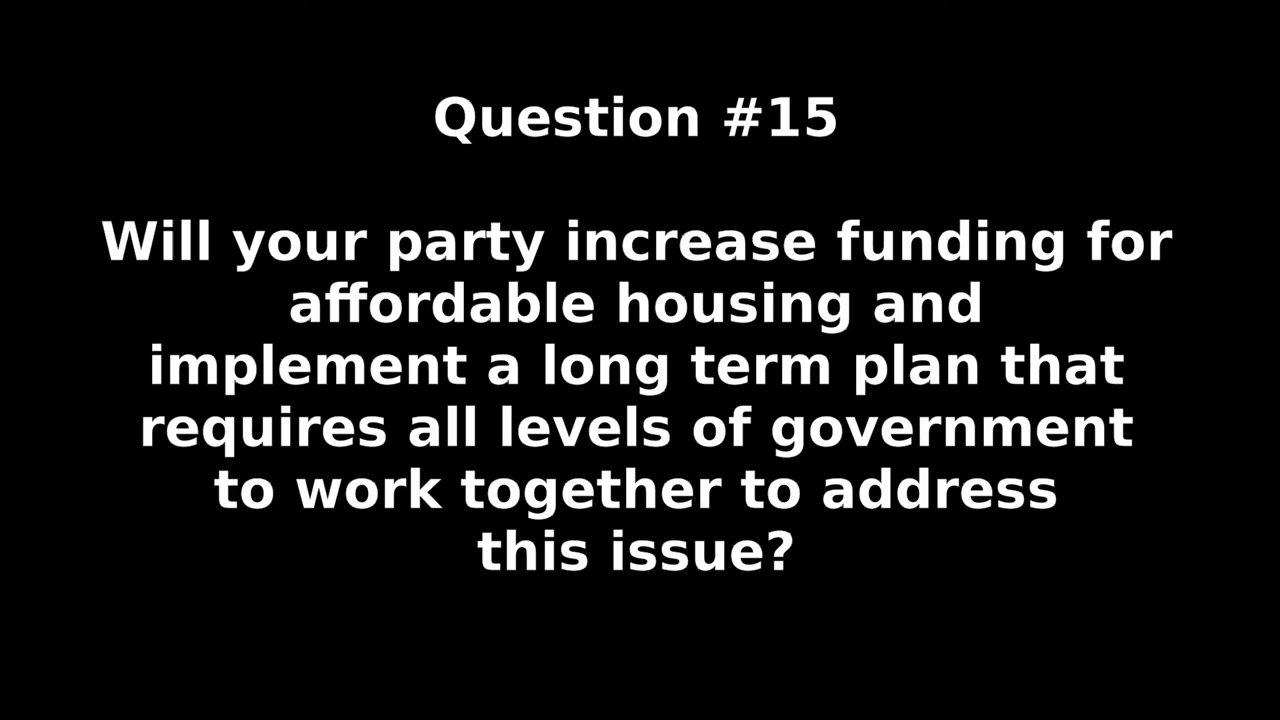 Question #15
Will your party increase funding for
affordable housing and
implement a long term plan that
requires all levels of government
to work together to address
this issue?